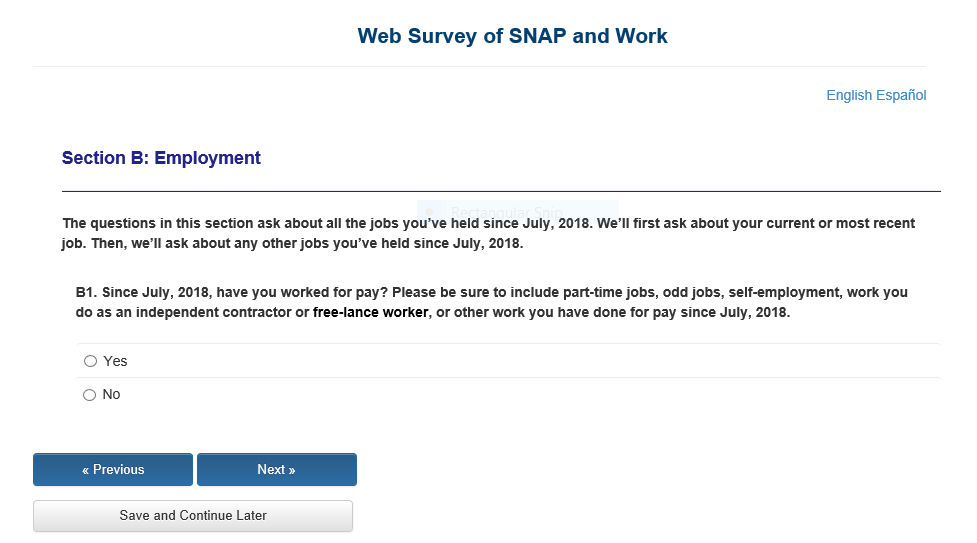 Web Survey of SNAP and Work
English Español
Section B: Employment
Rectangular Snip
The questions in this section ask about all the jobs you’ve held since July, 2018. We’ll first ask about your current or most recent
job. Then, we’ll ask about any other jobs you’ve held since July, 2018.
B1. Since July, 2018, have you worked for pay? Please be sure to include part-time jobs, odd jobs, self-employment, work you
do as an independent contractor or free-lance worker, or other work you have done for pay since July, 2018.
Yes
No
« Previous
Next »
Save and Continue Later